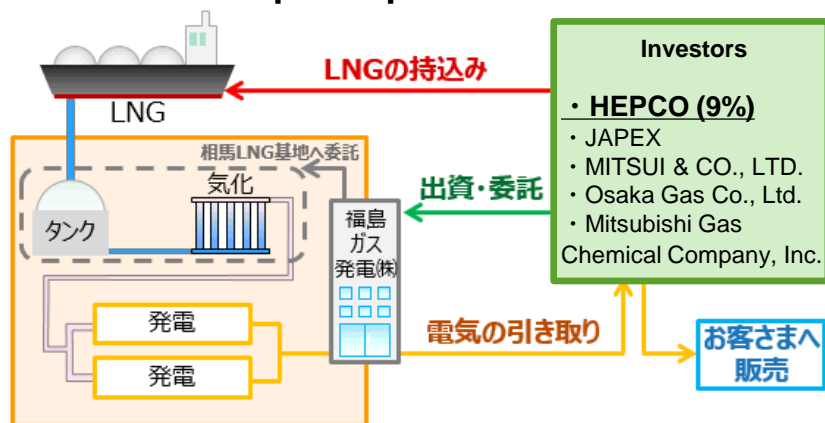 LNG
LNGの持込み
Investors
・HEPCO (9%)
・JAPEX
・MITSUI & CO., LTD.
・Osaka Gas Co., Ltd.
・Mitsubishi Gas
Chemical Company, Inc.
相馬LNG基地へ委託
気化
タンク
出資・委託
福島
ガス
発電㈱
発電
発電
電気の引き取り
お客さまへ
販売